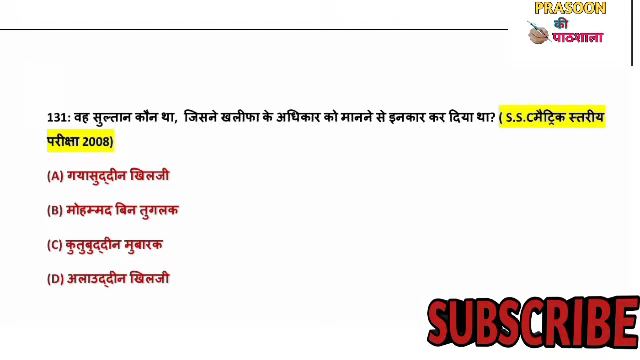 PRASOON
की
पाठशाला
131: वह सुल्तान कौन था, जिसने खलीफा के अधिकार को मानने से इनकार कर दिया था? ( S.S.Cमैट्रिक स्तरीय
परीक्षा 2008)
(A) गयासुद्दीन खिलजी
(B) मोहम्मद बिन तुगलक
(C) कुतुबुद्दीन मुबारक
(D) अलाउद्दीन खिलजी
SUBSCRIBE